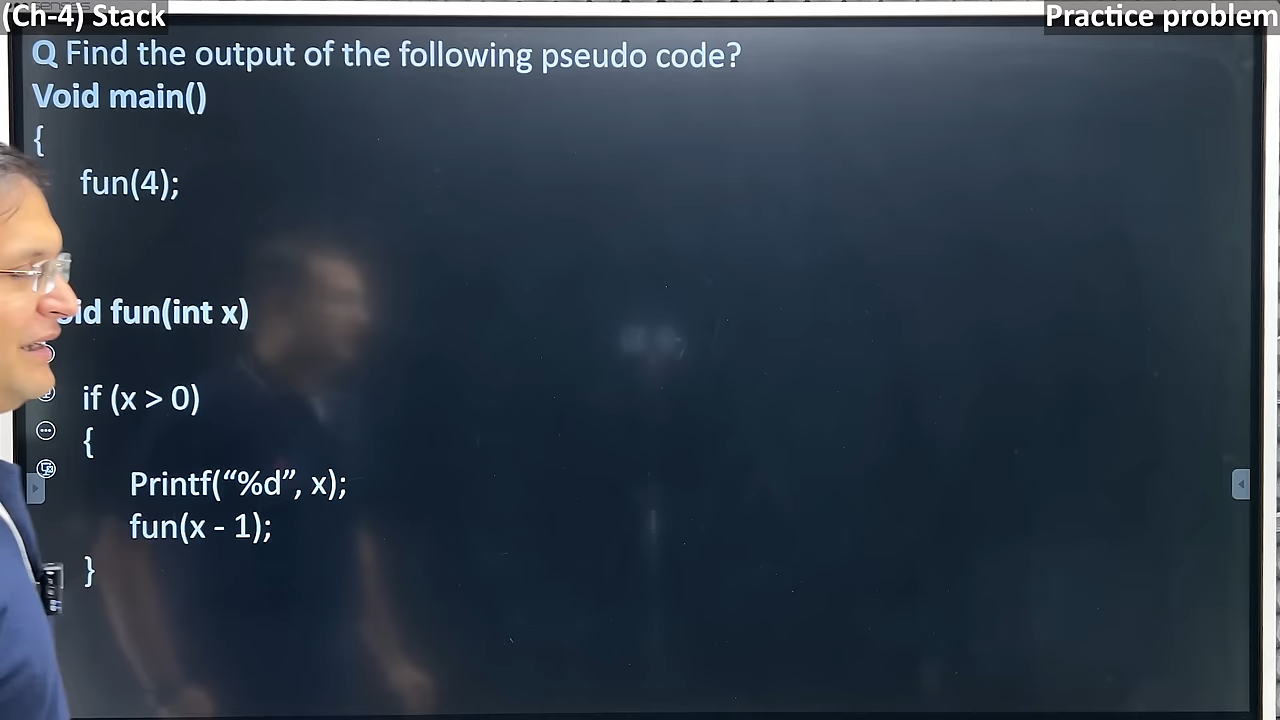 (Ch-4) Stack
Practice problem
Q Find the output of the following pseudo code?
Void main()
{
fun(4);
id fun(int x)
if (x > 0)
{
Printf(“%d”, x);
fun(x - 1);
}